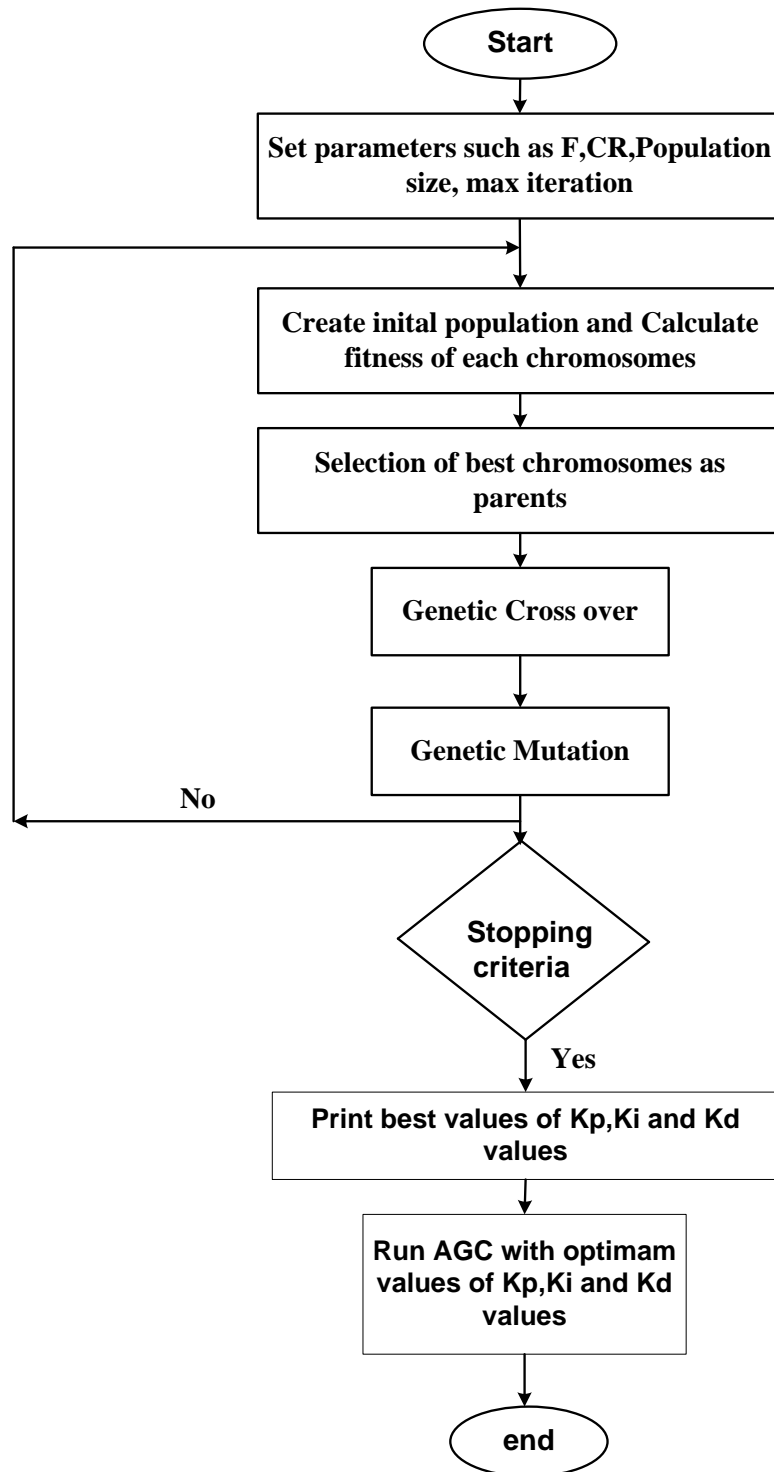 Start
Set parameters such as F,CR,Population
size, max iteration
Create inital population and Calculate
fitness of each chromosomes
Selection of best chromosomes as
parents
Genetic Cross over
Genetic Mutation
No
Stopping
criteria
Yes
Print best values of Kp,Ki and Kd
values
Run AGC with optimam
values of Kp,Ki and Kd
values
end